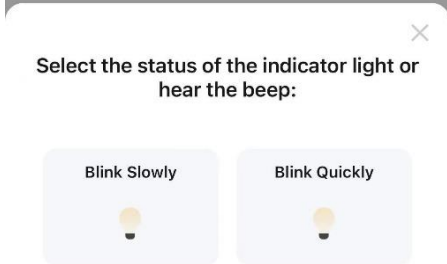 Select the status of the indicator light or
hear the beep:
Blink Slowly
Blink Quickly